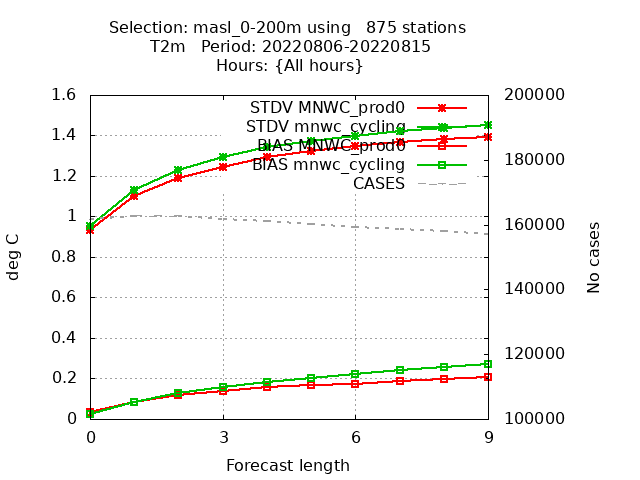 Selection: masl_0-200m using   875 stations
T2m   Period: 20220806-20220815
Hours: {All hours}
STDV MNWC_prod0
STDV mnwc_cycling
BIAS MNWC_prod0
BIAS mnwc_cycling
CASES
deg C
1.6
1.4
1.2
1
0.8
0.6
0.4
0.2
0
200000
180000
160000
140000
120000
100000
No cases
0 3 6 9
Forecast length